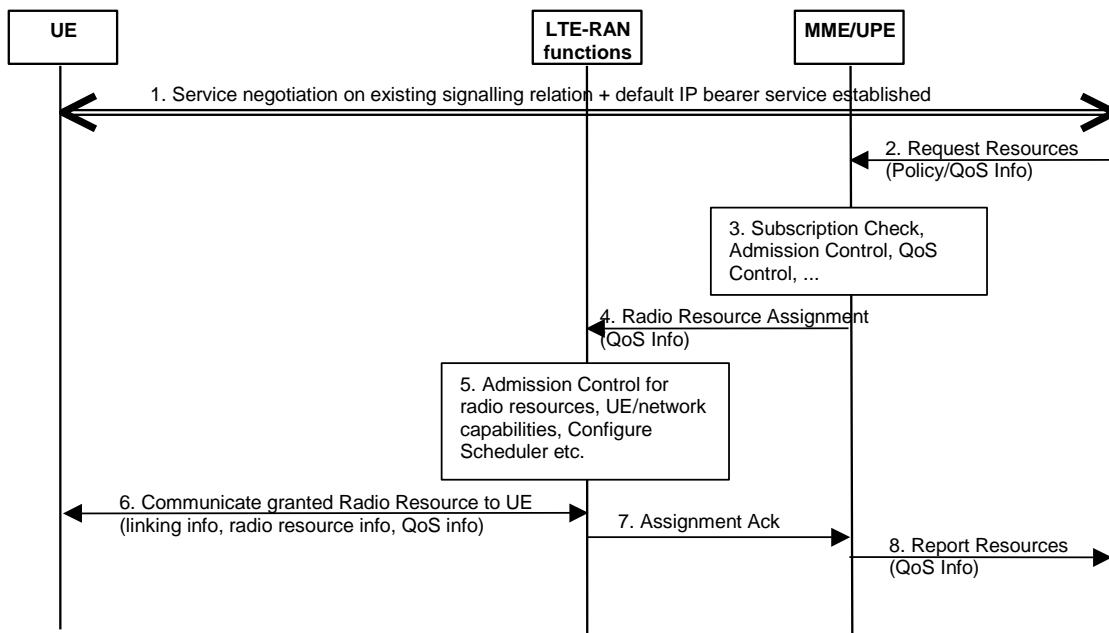 UE
LTE-RAN
functions
MME/UPE
1. Service negotiation on existing signalling relation + default IP bearer service established
2. Request Resources
(Policy/QoS Info)
3. Subscription Check,
Admission Control, QoS
Control, ...
4. Radio Resource Assignment
(QoS Info)
5. Admission Control for
radio resources, UE/network
capabilities, Configure
Scheduler etc.
6. Communicate granted Radio Resource to UE
(linking info, radio resource info, QoS info)
7. Assignment Ack
8. Report Resources
(QoS Info)